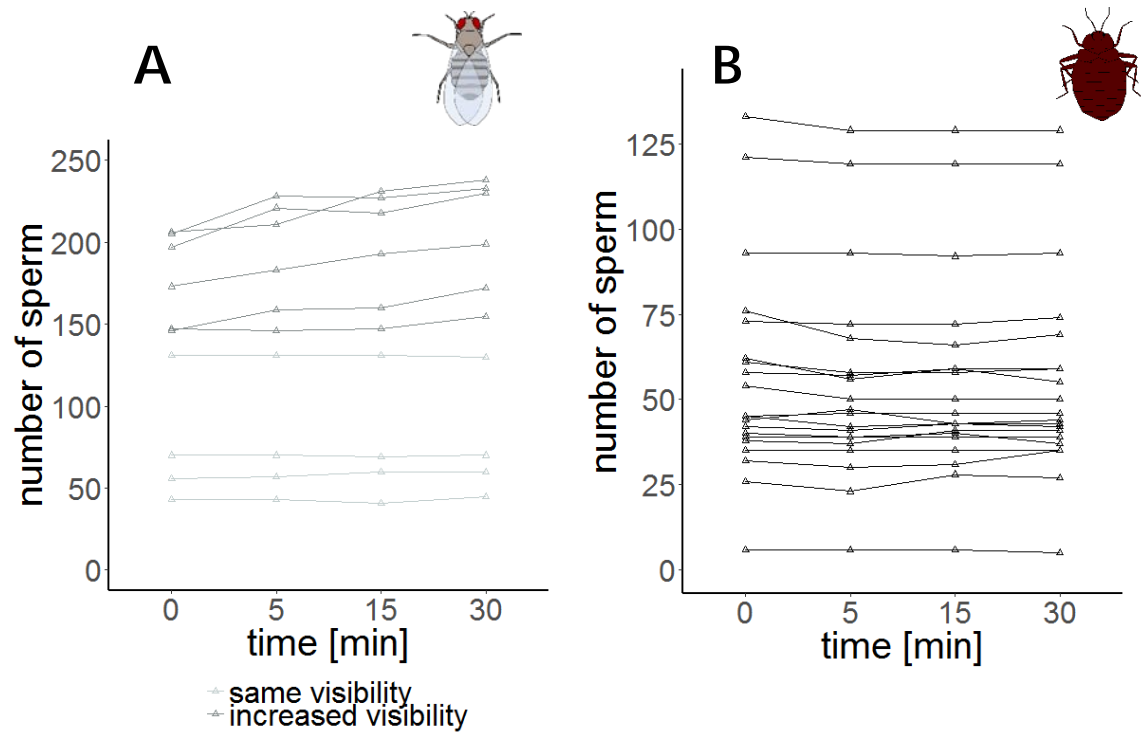 A
number of sperm
250
200
150
100
50
0
0 5 15 30
time [min]
same visibility
increased visibility
B
number of sperm
125
100
75
50
25
0
0 5 15 30
time [min]